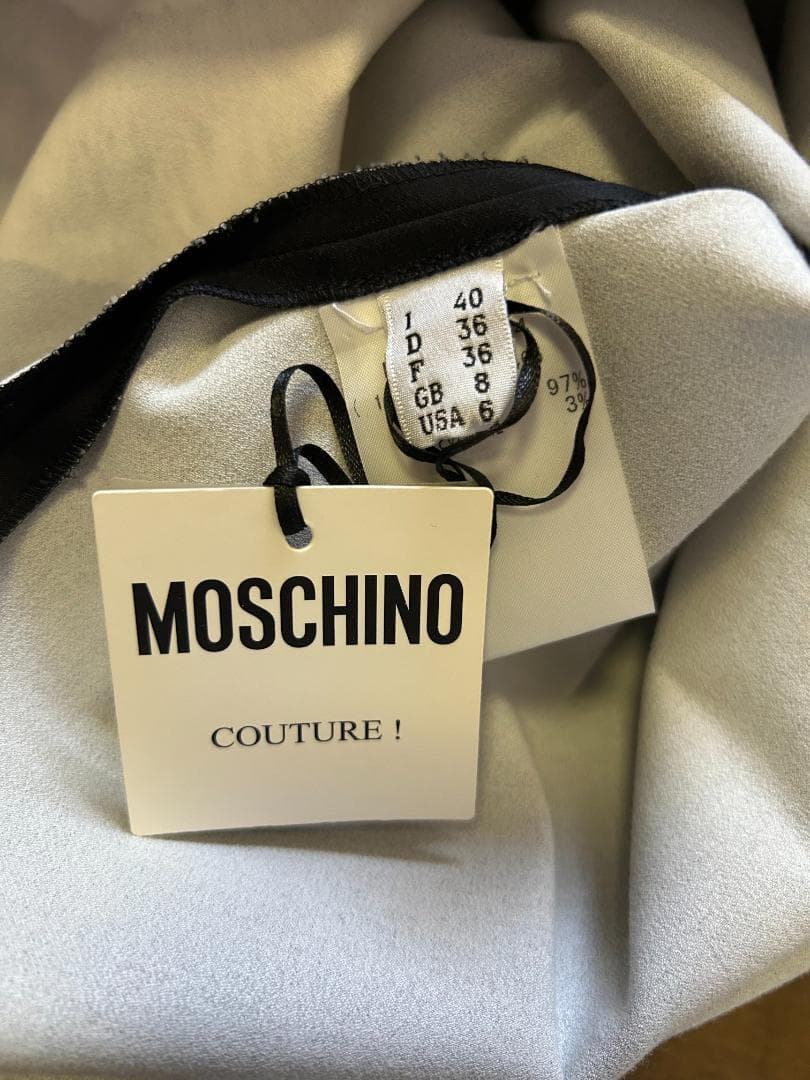 I 40
D 36
F 36
GB 8
USA 6
97%
3%
MOSCHINO
COUTURE !